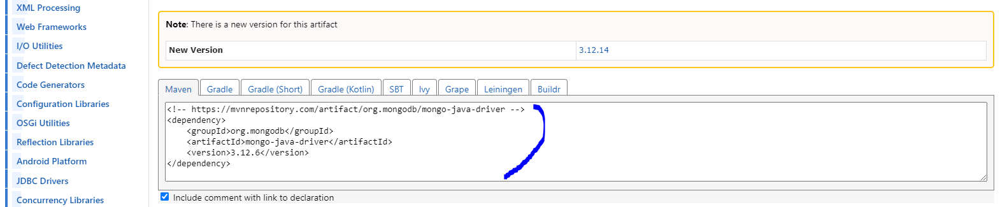 XML Processing
Web Frameworks
I/O Utilities
Defect Detection Metadata
Code Generators
Configuration Libraries
OSGi Utilities
Reflection Libraries
Android Platform
JDBC Drivers
Concurrency Libraries
Note: There is a new version for this artifact
New Version 3.12.14
Maven Gradle Gradle (Short) Gradle (Kotlin) SBT Ivy Grape Leiningen Buildr
<!-- https://mvnrepository.com/artifact/org.mongodb/mongo-java-driver -->
<dependency>
    <groupId>org.mongodb</groupId>
    <artifactId>mongo-java-driver</artifactId>
    <version>3.12.6</version>
</dependency>
Include comment with link to declaration